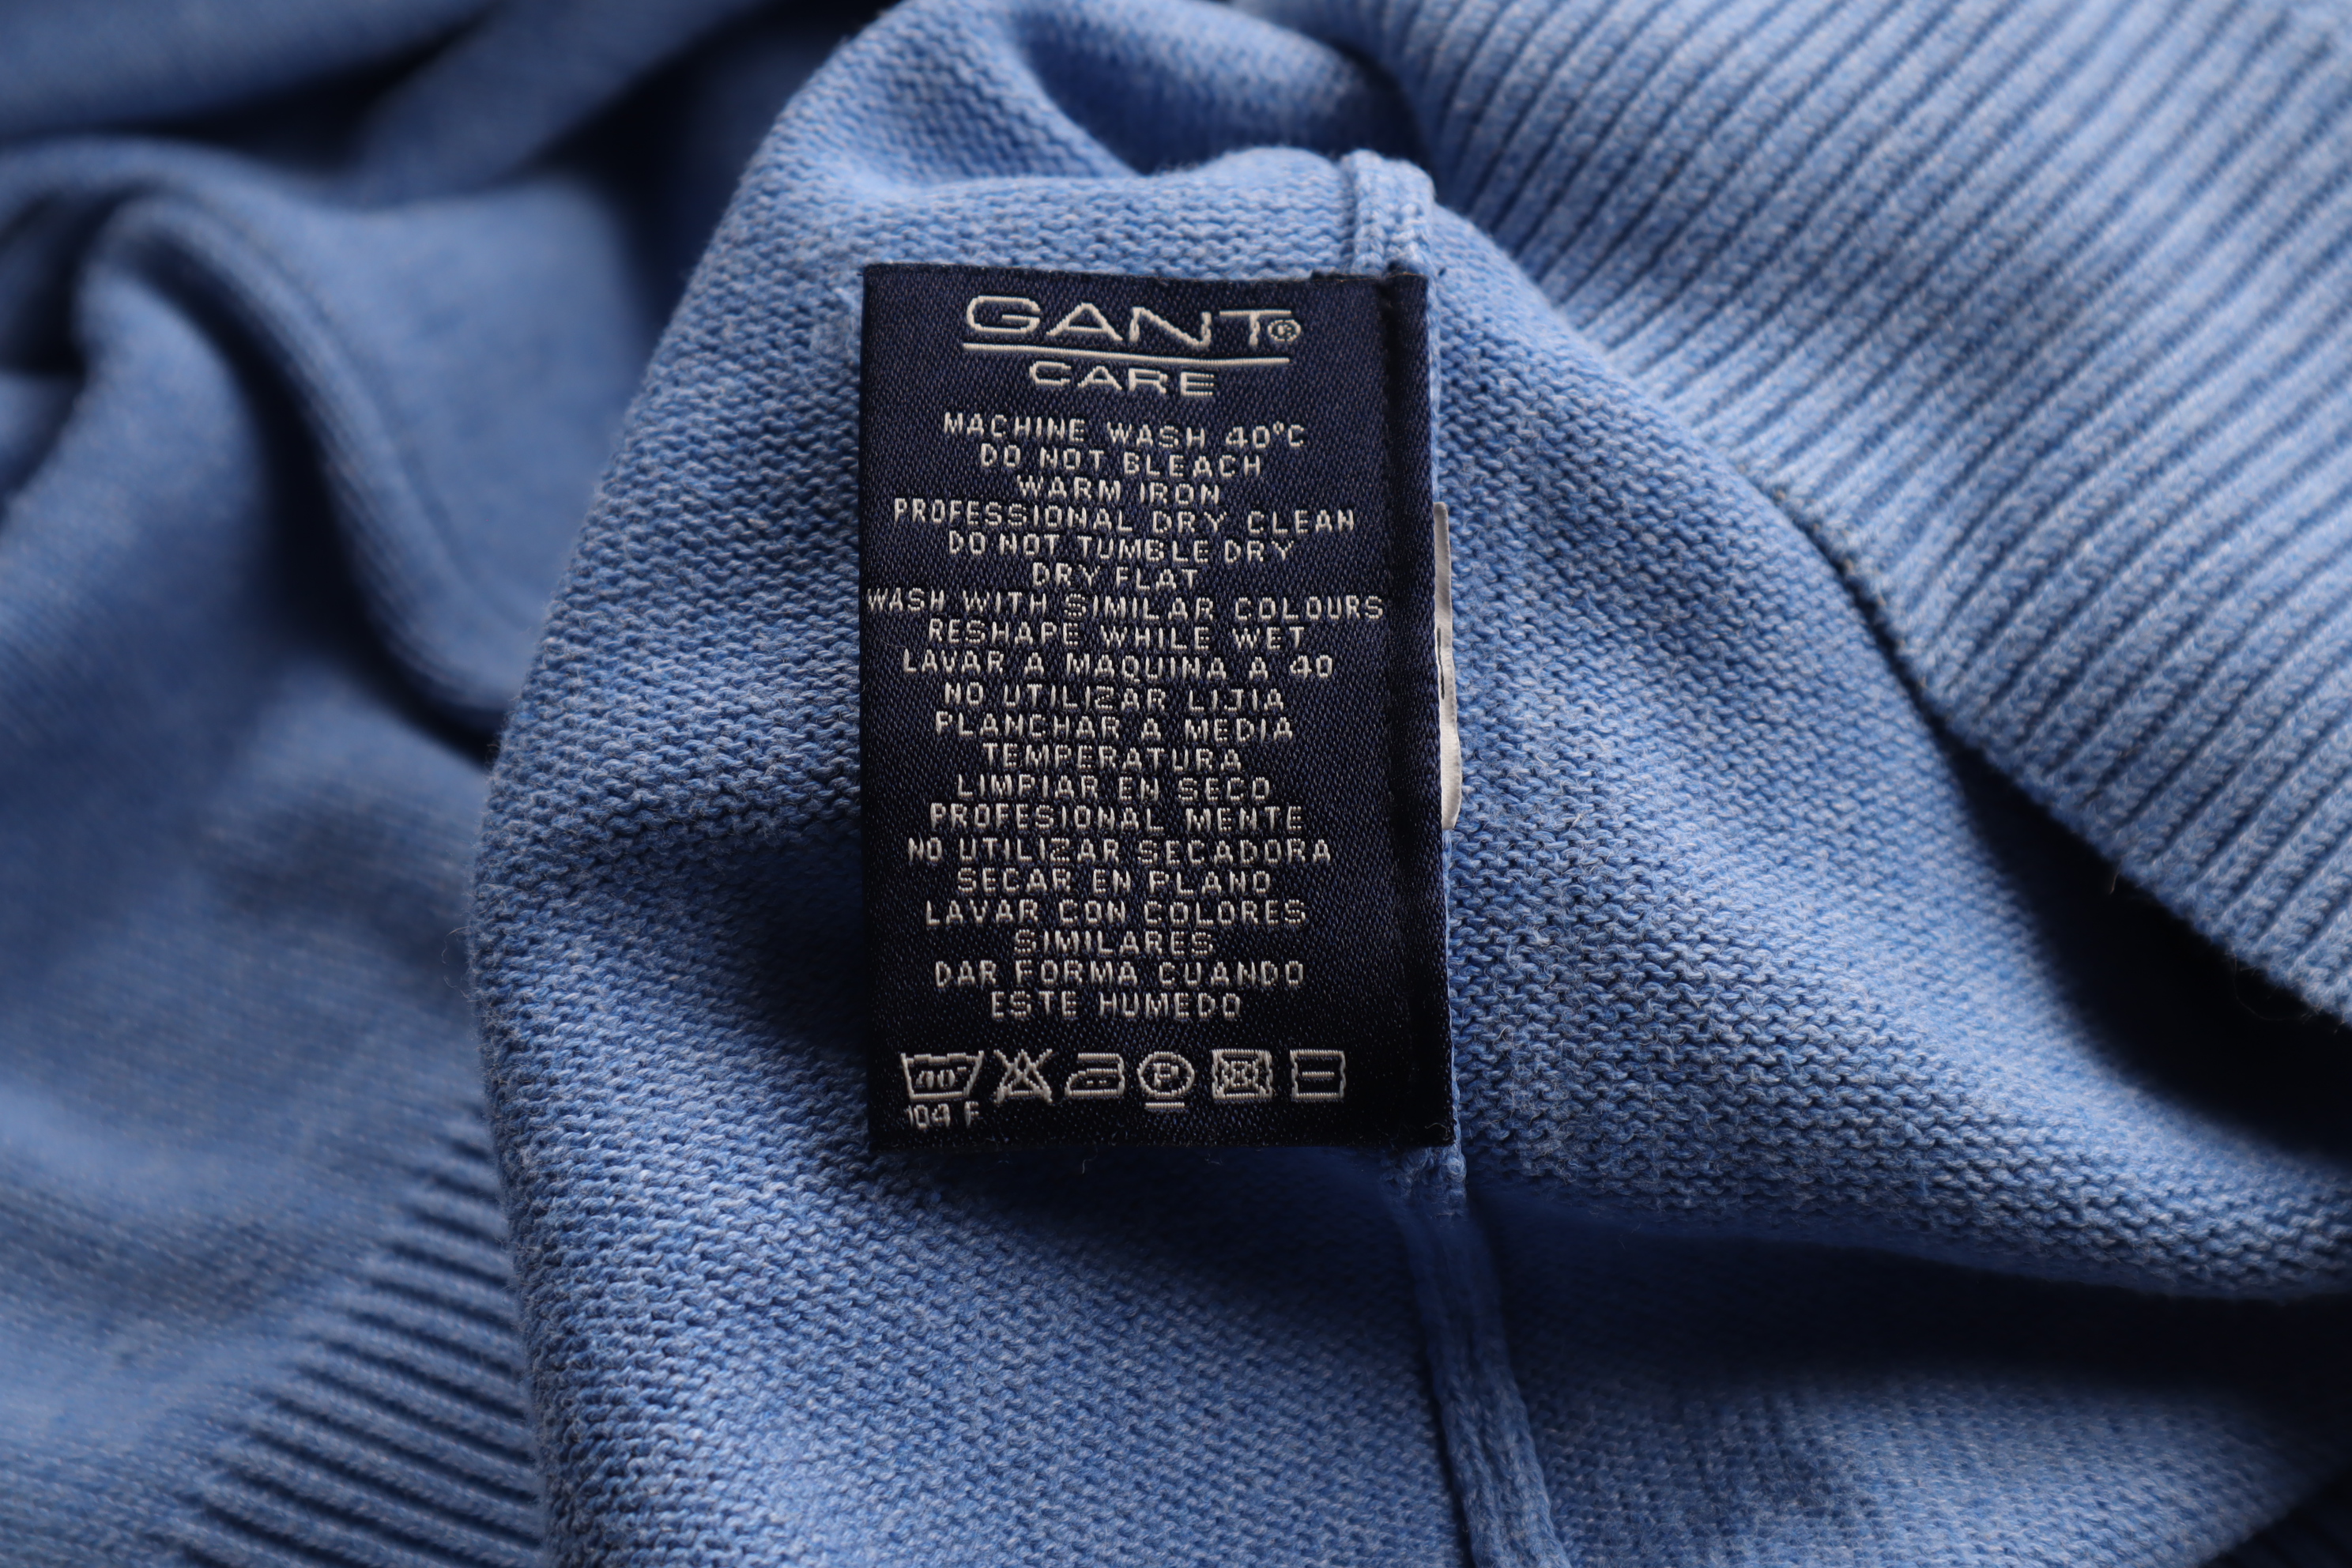 GANT®
CARE
MACHINE WASH 40°C
DO NOT BLEACH
WARM IRON
PROFESSIONAL DRY CLEAN
DO NOT TUMBLE DRY
DRY FLAT
WASH WITH SIMILAR COLOURS
RESHAPE WHILE WET
LAVAR A MAQUINA A 40
NO UTILIZAR LIJIA
PLANCHAR A MEDIA
TEMPERATURA
LIMPIAR EN SECO
PROFESIONAL MENTE
NO UTILIZAR SECADORA
SECAR EN PLANO
LAVAR CON COLORES
SIMILARES
DAR FORMA CUANDO
ESTE HUMEDO
40° P
104 F